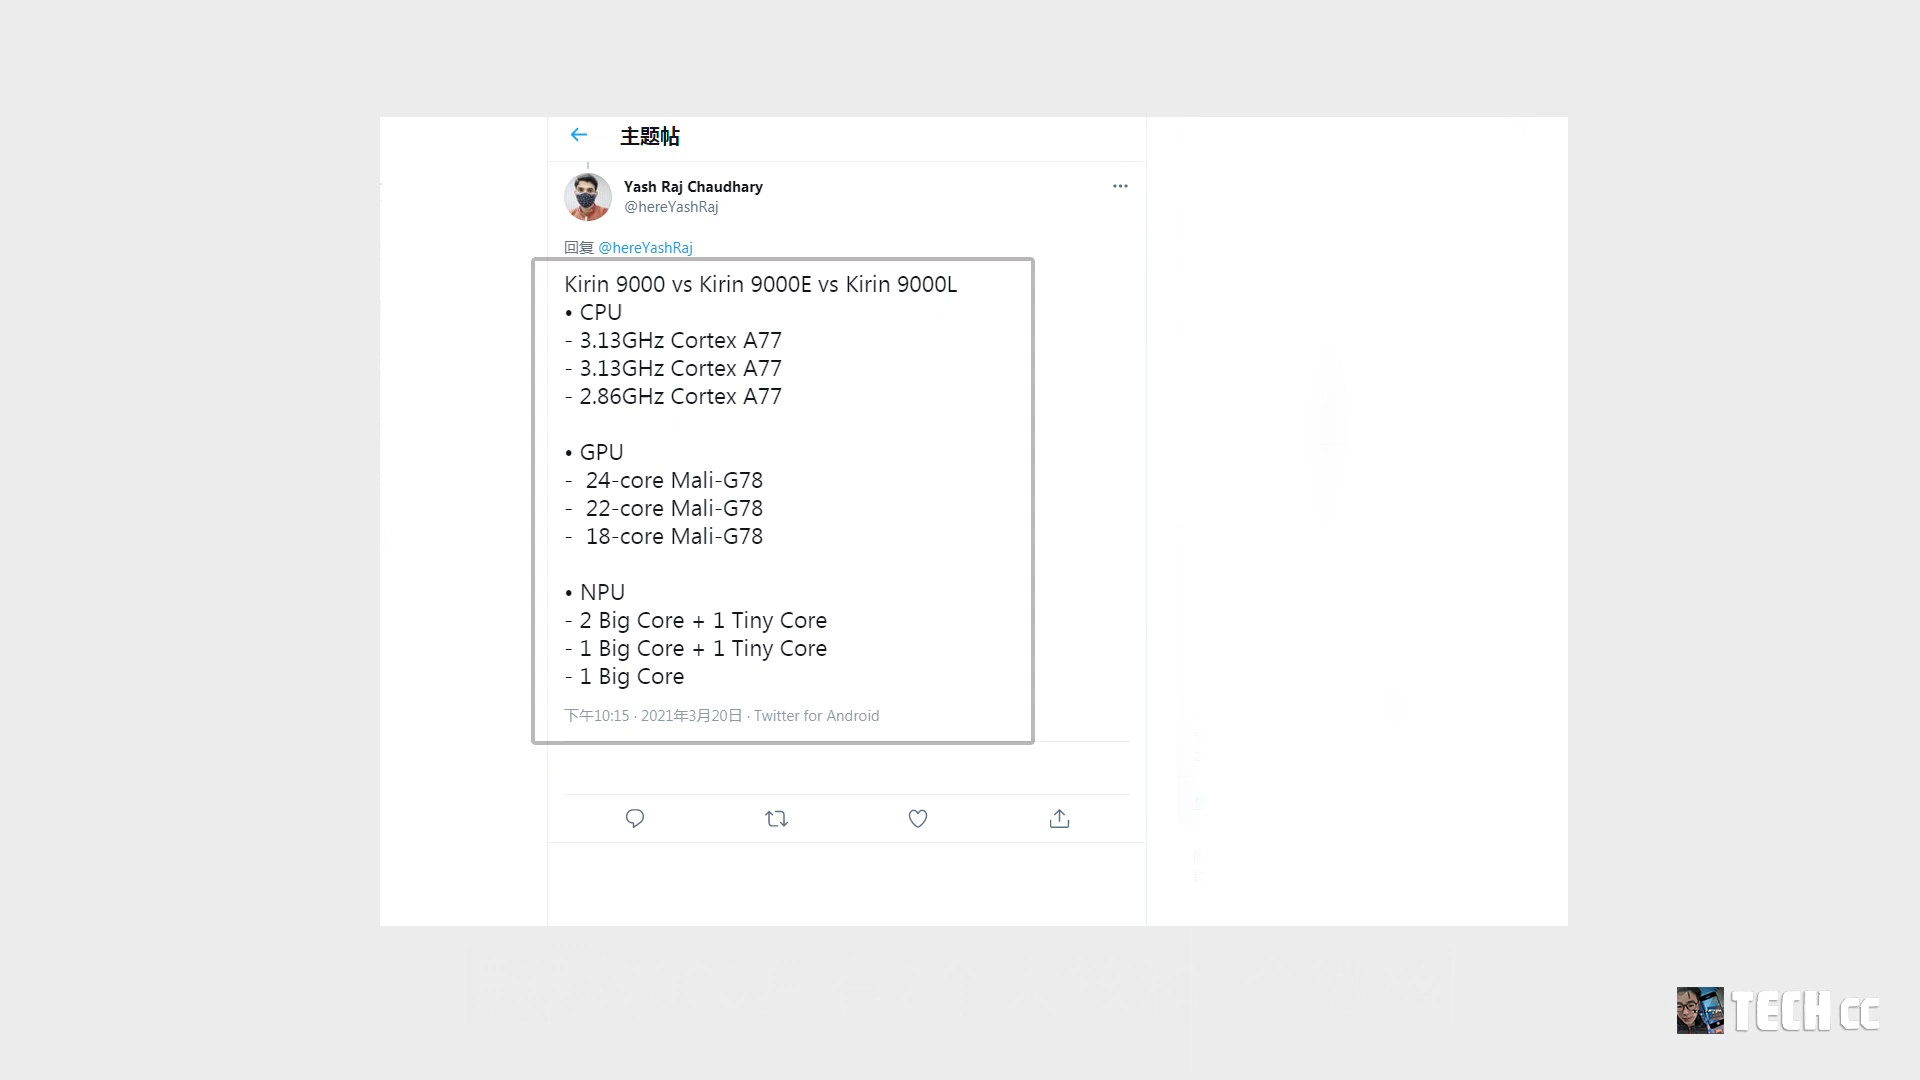 主题帖
Yash Raj Chaudhary
@hereYashRaj
回复 @hereYashRaj
Kirin 9000 vs Kirin 9000E vs Kirin 9000L
• CPU
- 3.13GHz Cortex A77
- 3.13GHz Cortex A77
- 2.86GHz Cortex A77
• GPU
- 24-core Mali-G78
- 22-core Mali-G78
- 18-core Mali-G78
• NPU
- 2 Big Core + 1 Tiny Core
- 1 Big Core + 1 Tiny Core
- 1 Big Core
下午10:15 · 2021年3月20日 · Twitter for Android
TECH CC